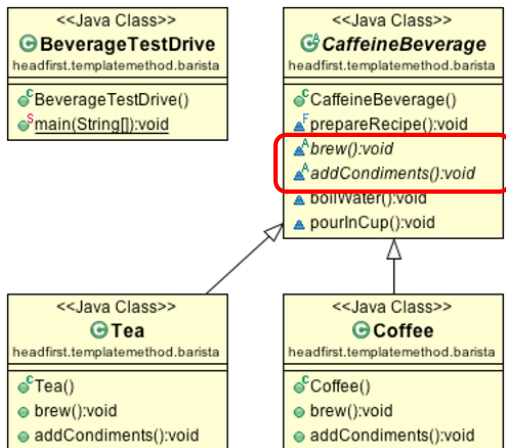 <<Java Class>>
BeverageTestDrive
headfirst.templatemethod.barista
BeverageTestDrive()
main(String[]):void
<<Java Class>>
CaffeineBeverage
headfirst.templatemethod.barista
CaffeineBeverage()
prepareRecipe():void
brew():void
addCondiments():void
boilWater():void
pourInCup():void
<<Java Class>>
Tea
headfirst.templatemethod.barista
Tea()
brew():void
addCondiments():void
<<Java Class>>
Coffee
headfirst.templatemethod.barista
Coffee()
brew():void
addCondiments():void